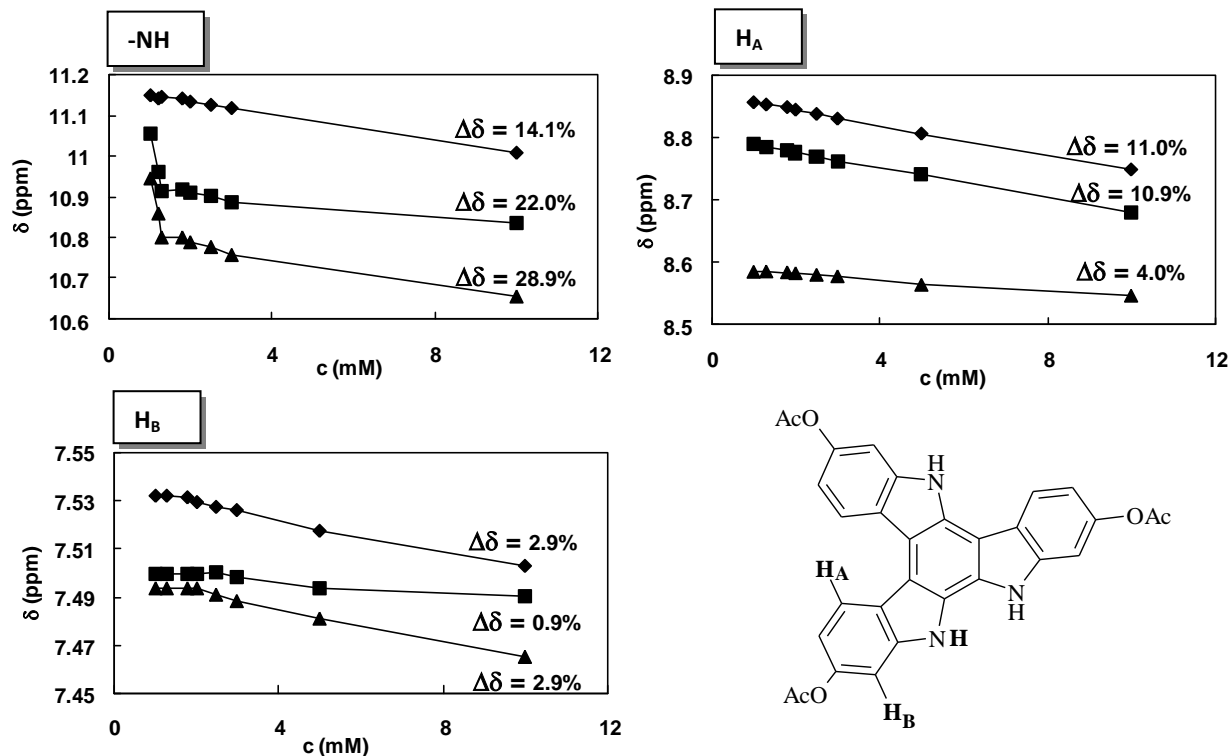 -NH
11.2
11.1
11
10.9
10.8
10.7
10.6
δ (ppm)
Δδ = 14.1%
Δδ = 22.0%
Δδ = 28.9%
0
4
8
12
c (mM)
HA
8.9
8.8
8.7
8.6
8.5
δ (ppm)
Δδ = 11.0%
Δδ = 10.9%
Δδ = 4.0%
0
4
8
12
c (mM)
HB
7.55
7.53
7.51
7.49
7.47
7.45
δ (ppm)
Δδ = 2.9%
Δδ = 0.9%
Δδ = 2.9%
0
4
8
12
c (mM)
AcO
H
N
OAc
HA
N
H
NH
AcO
HB